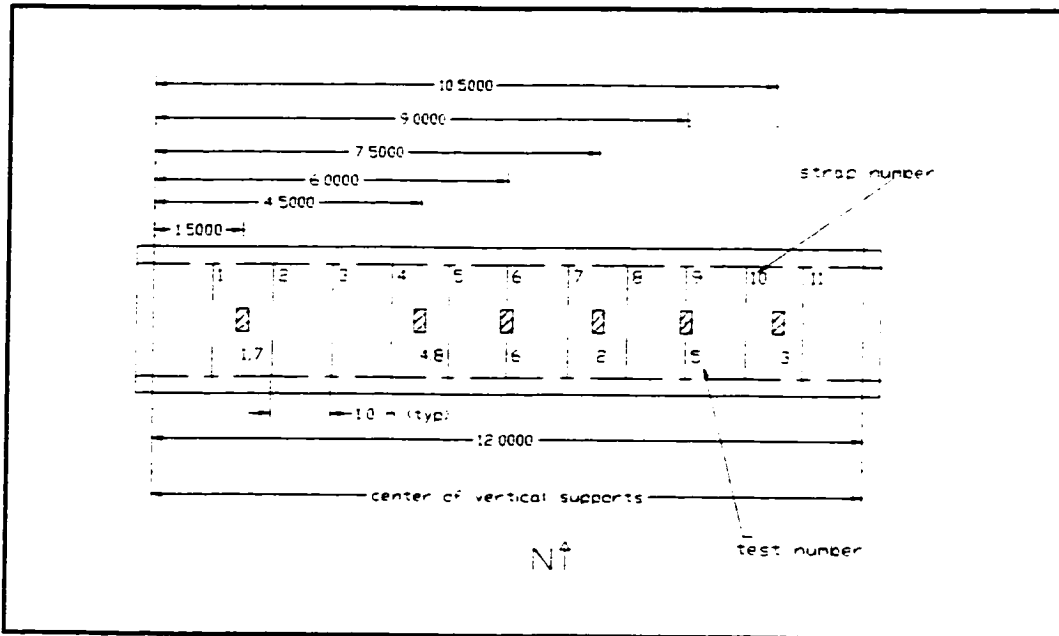 10.5000
9.0000
7.5000
6.0000
strap number
4.5000
1.5000
1 2 3 4 5 6 7 8 9 10 11
1,7 4,8 6 2 5 3
1.0 m (typ)
12.0000
center of vertical supports
N
test number